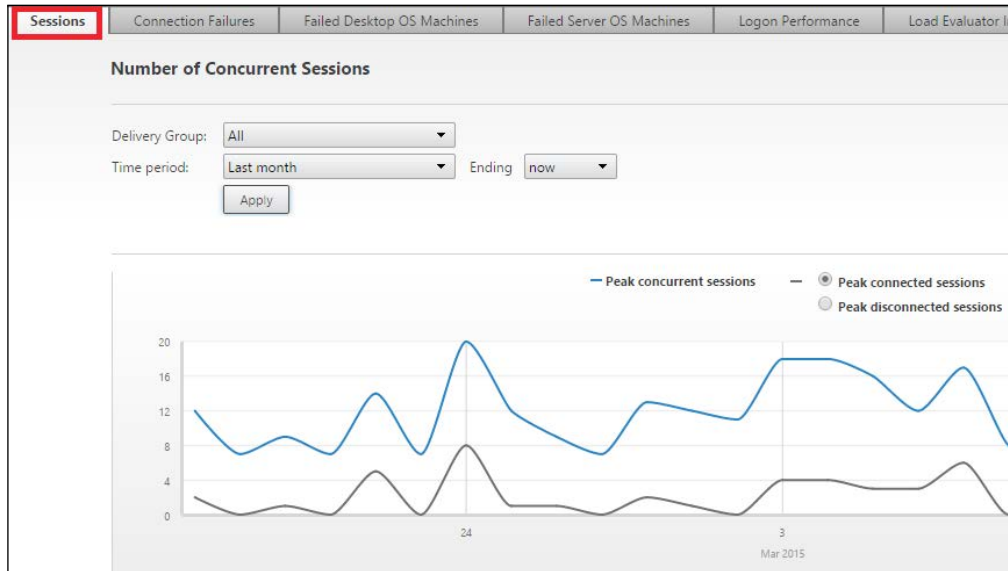 Sessions Connection Failures Failed Desktop OS Machines Failed Server OS Machines Logon Performance Load Evaluator
Number of Concurrent Sessions
Delivery Group: All
Time period: Last month Ending now
Apply
Peak concurrent sessions Peak connected sessions
Peak disconnected sessions
20
16
12
8
4
0
24 3
Mar 2015